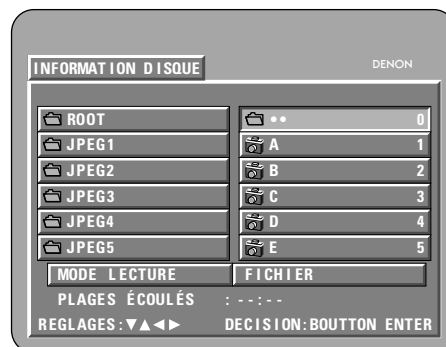 INFORMATION DISQUE
DENON
ROOT •• 0
JPEG1 A 1
JPEG2 B 2
JPEG3 C 3
JPEG4 D 4
JPEG5 E 5
MODE LECTURE FICHIER
PLAGES ÉCOULÉS : --:--
REGLAGES:▼▲◄► DECISION:BOUTTON ENTER